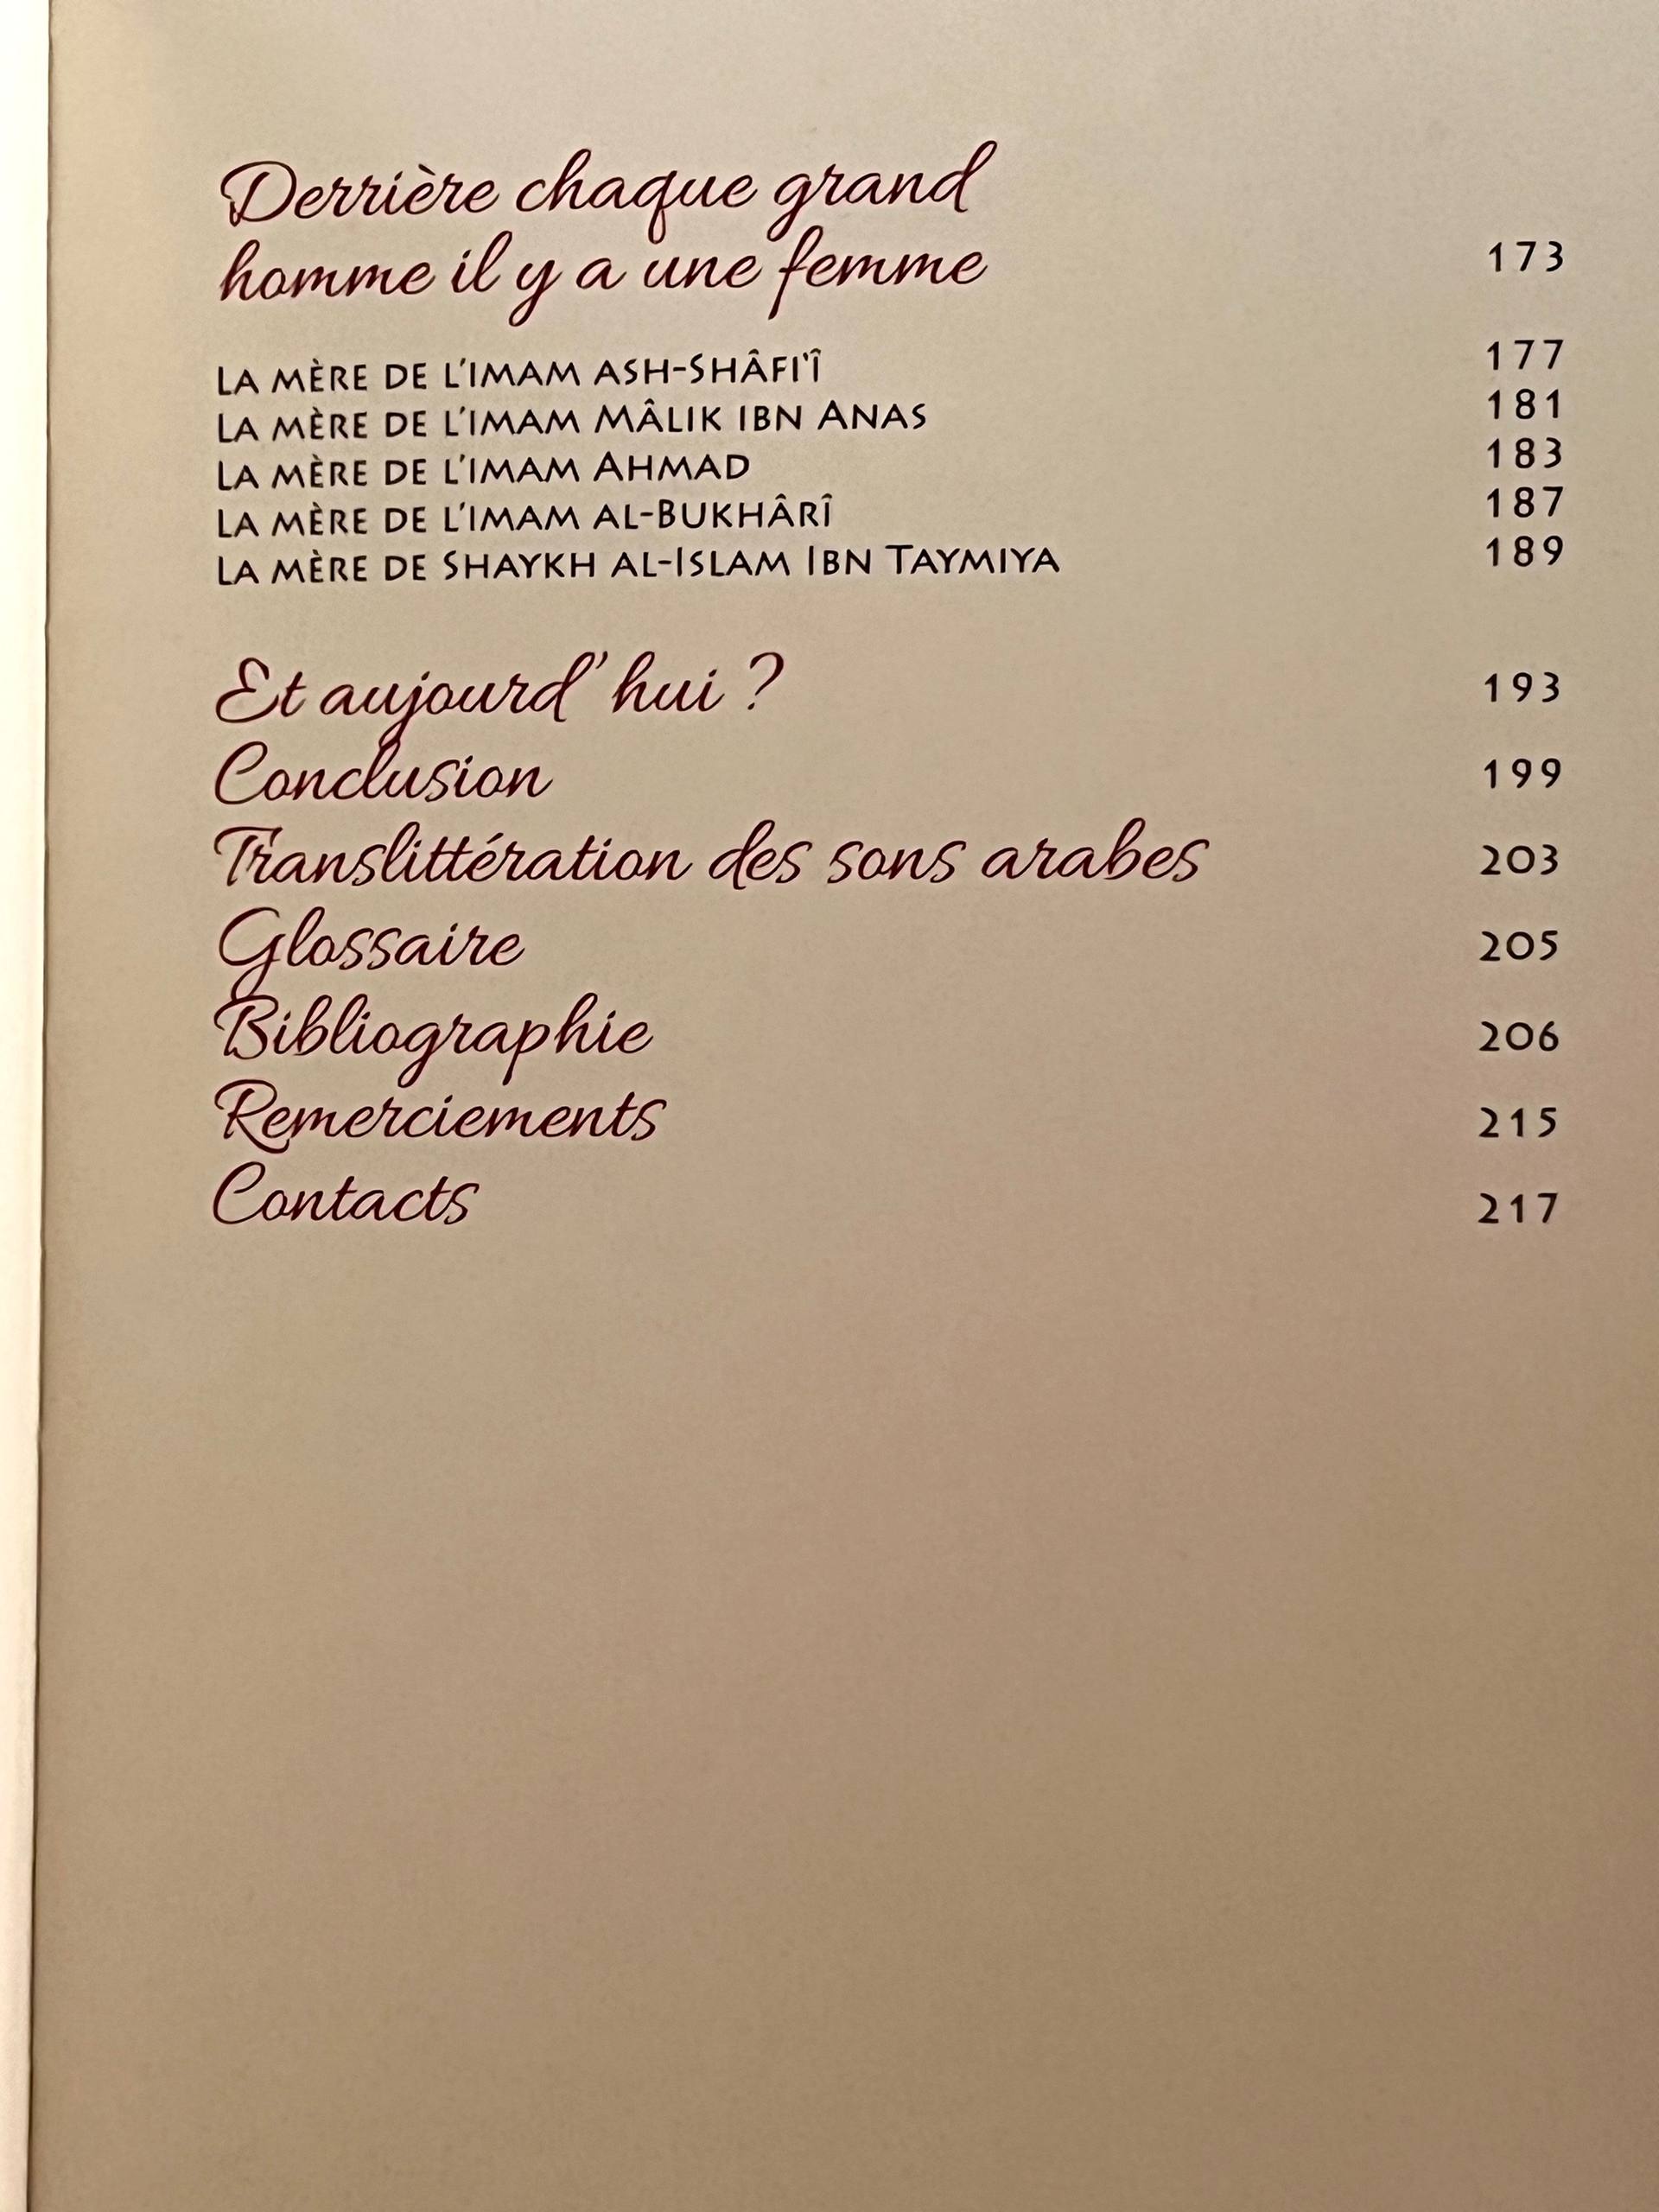 Derrière chaque grand
homme il y a une femme 173
La mère de l'imam ash-Shâfi'î 177
La mère de l'imam Mâlik ibn Anas 181
La mère de l'imam Ahmad 183
La mère de l'imam al-Bukhârî 187
La mère de Shaykh al-Islam Ibn Taymiya 189
Et aujourd'hui ? 193
Conclusion 199
Translittération des sons arabes 203
Glossaire 205
Bibliographie 206
Remerciements 215
Contacts 217